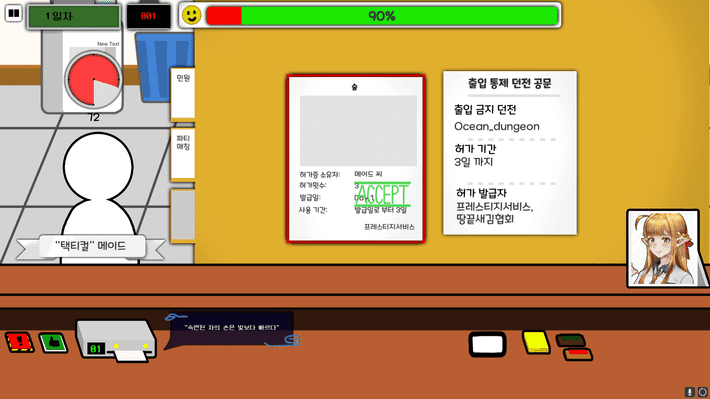 1 일자
001
90%
New Text
72
민원
파티
매칭
"택티컬" 메이드
숲
허가증 소유자: 메이드 씨
허가횟수: 3
발급일: Day 1
사용 기간: 발급일로 부터 3일
ACCEPT
프레스티지서비스
출입 통제 던전 공문
출입 금지 던전
Ocean_dungeon
허가 기간
3일 까지
허가 발급자
프레스티지서비스,
땅끝새김협회
01
"숙련된 자의 손은 빛보다 빠르다"